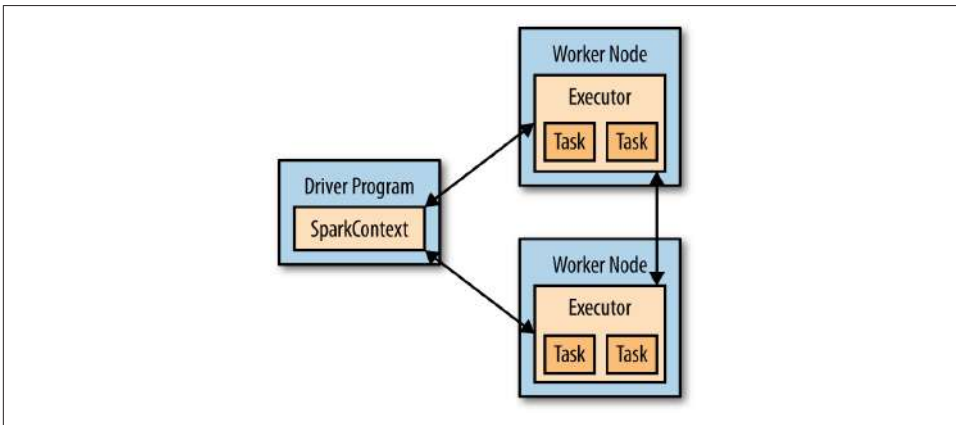 Worker Node
Executor
Task Task
Driver Program
SparkContext
Worker Node
Executor
Task Task